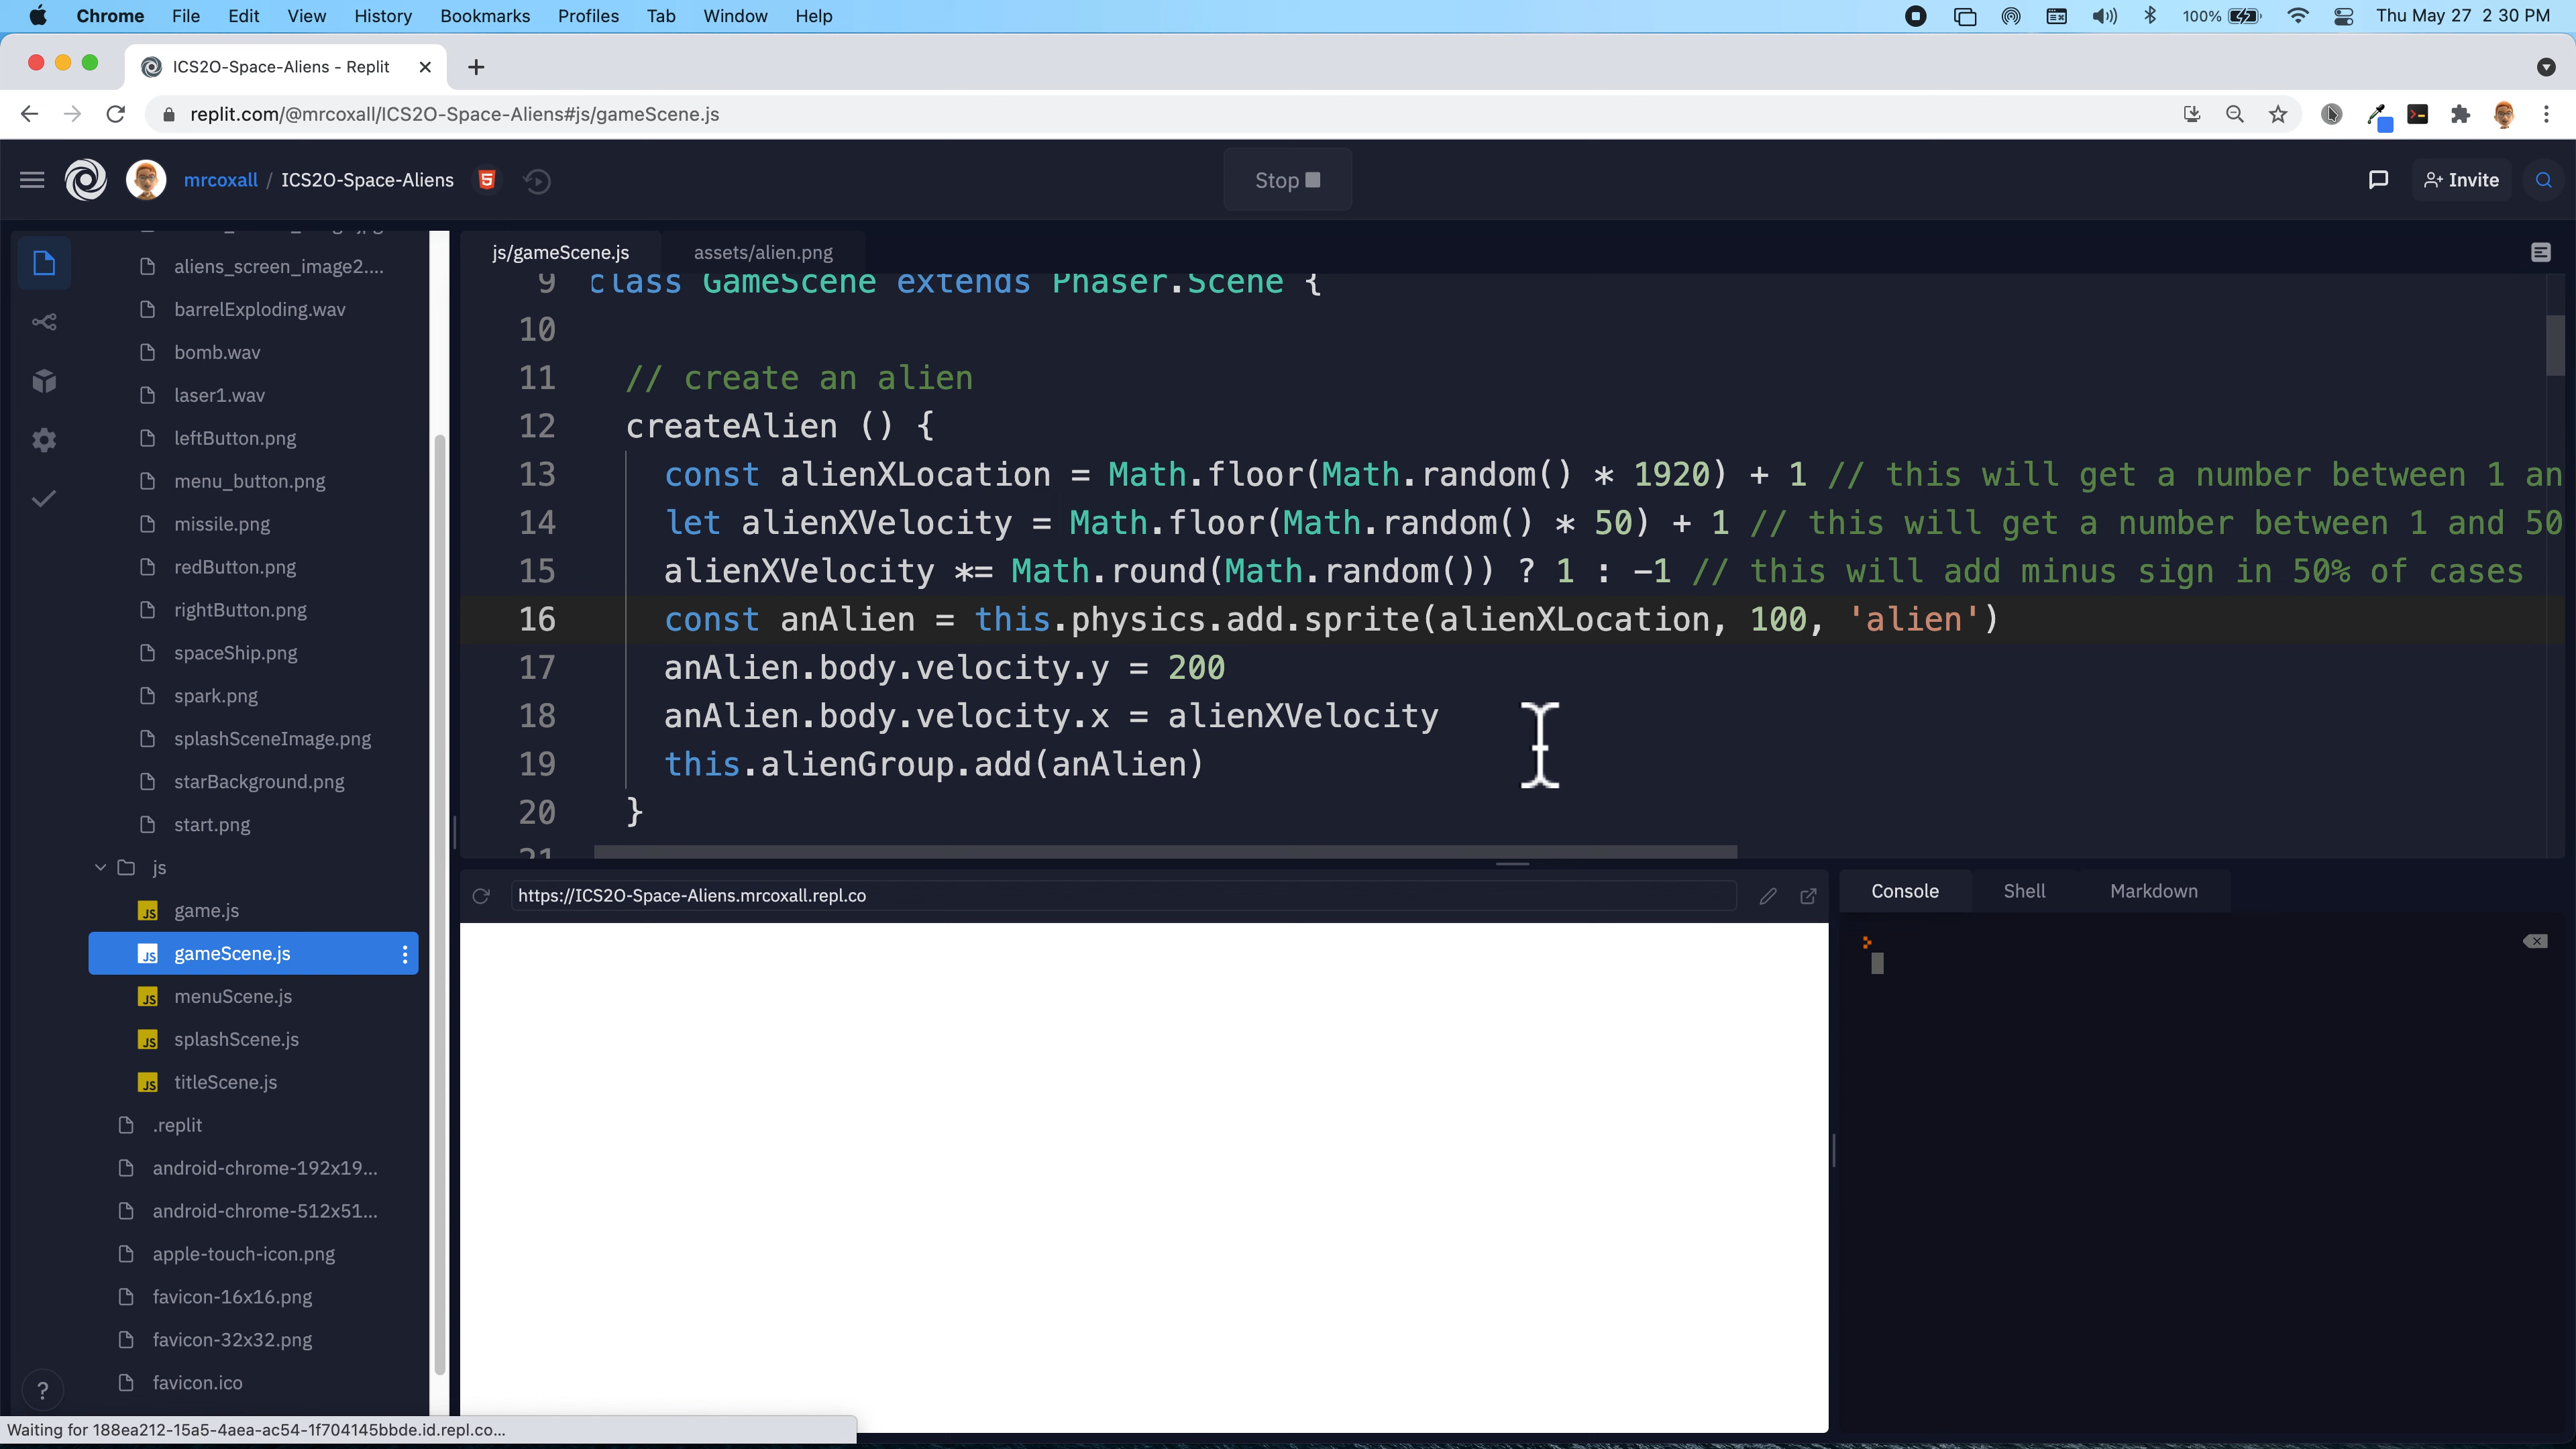 Chrome File Edit View History Bookmarks Profiles Tab Window Help 100% Thu May 27 2 30 PM
ICS2O-Space-Aliens - Replit
replit.com/@mrcoxall/ICS2O-Space-Aliens#js/gameScene.js
mrcoxall / ICS2O-Space-Aliens 5 Stop Invite
js/gameScene.js assets/alien.png
aliens_screen_image2....
barrelExploding.wav
bomb.wav
laser1.wav
leftButton.png
menu_button.png
missile.png
redButton.png
rightButton.png
spaceShip.png
spark.png
splashSceneImage.png
starBackground.png
start.png
js
JS game.js
JS gameScene.js
JS menuScene.js
JS splashScene.js
JS titleScene.js
.replit
android-chrome-192x19...
android-chrome-512x51...
apple-touch-icon.png
favicon-16x16.png
favicon-32x32.png
favicon.ico
?
9 class GameScene extends Phaser.Scene {
10
11 // create an alien
12 createAlien () {
13 const alienXLocation = Math.floor(Math.random() * 1920) + 1 // this will get a number between 1 an
14 let alienXVelocity = Math.floor(Math.random() * 50) + 1 // this will get a number between 1 and 50
15 alienXVelocity *= Math.round(Math.random()) ? 1 : -1 // this will add minus sign in 50% of cases
16 const anAlien = this.physics.add.sprite(alienXLocation, 100, 'alien')
17 anAlien.body.velocity.y = 200
18 anAlien.body.velocity.x = alienXVelocity
19 this.alienGroup.add(anAlien)
20 }
21
https://ICS2O-Space-Aliens.mrcoxall.repl.co
Console Shell Markdown
Waiting for 188ea212-15a5-4aea-ac54-1f704145bbde.id.repl.co...